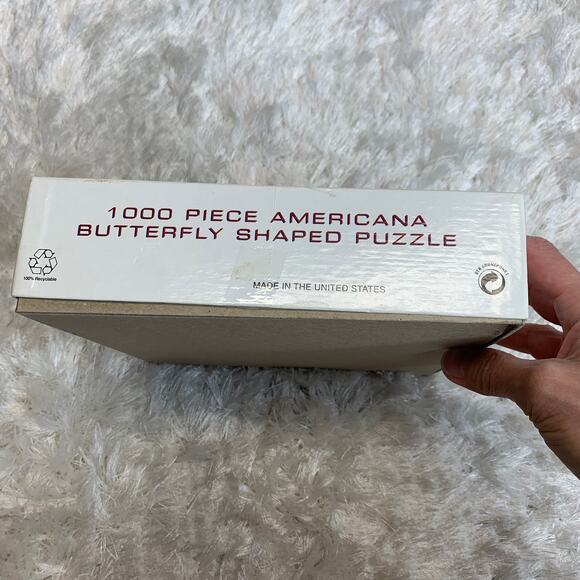 1000 PIECE AMERICANA
BUTTERFLY SHAPED PUZZLE
100% Recyclable
MADE IN THE UNITED STATES